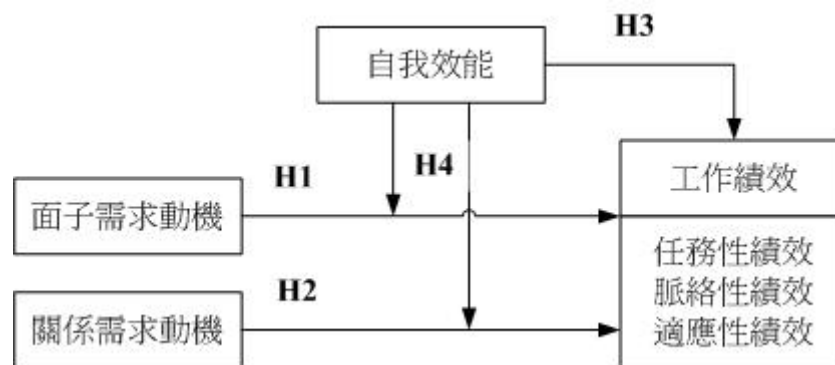 H3
自我效能
H1
H4
工作績效
面子需求動機
任務性績效
H2
脈絡性績效
關係需求動機
適應性績效